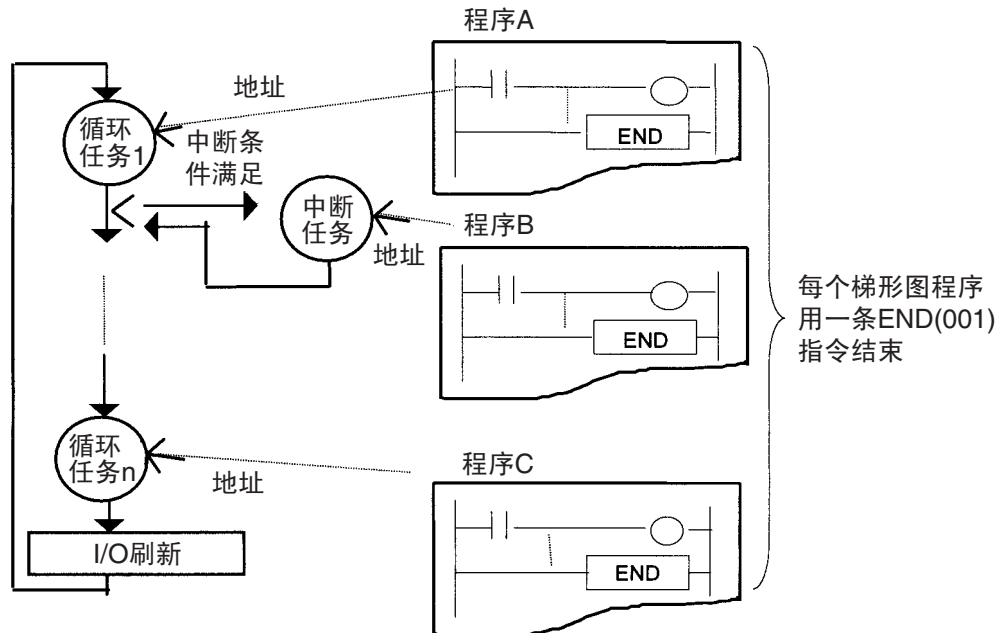 程序A
地址
循环
任务1
中断条
件满足
END
中断
任务
地址
程序B
END
每个梯形图程序
用一条END(001)
指令结束
循环
任务n
地址
程序C
END
I/O刷新